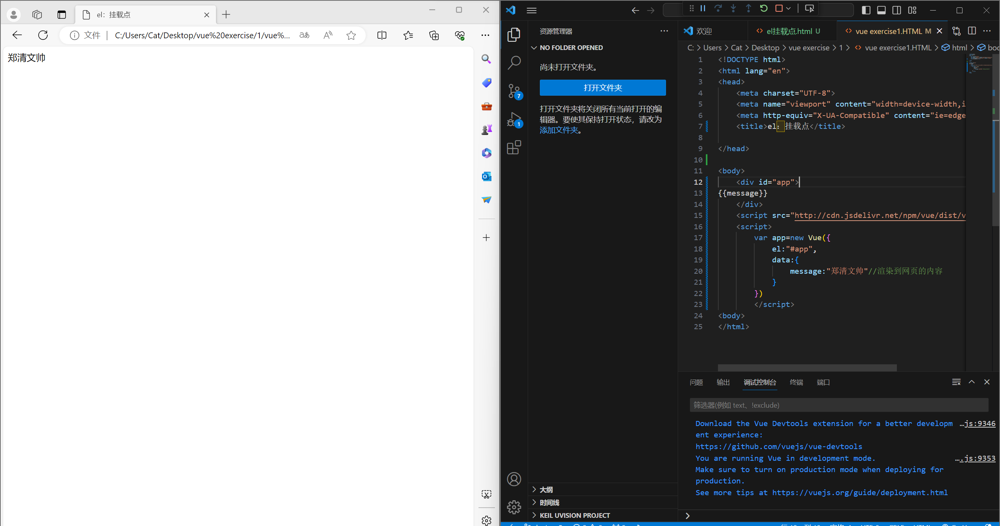 el：挂载点
文件
C:/Users/Cat/Desktop/vue%20exercise/1/vue%...
郑清文帅
资源管理器
NO FOLDER OPENED
尚未打开文件夹。
打开文件夹
打开文件夹将关闭所有当前打开的编
辑器。要使其保持打开状态，请改为
添加文件夹。
7
1
大纲
时间线
KEIL UVISION PROJECT
欢迎
el挂载点.html U
vue exercise1.HTML M
C: > Users > Cat > Desktop > vue exercise > 1 > <> vue exercise1.HTML > html >
1 <!DOCTYPE html>
2 <html lang="en">
3 <head>
4 <meta charset="UTF-8">
5 <meta name="viewport" content="width=device-width,i
6 <meta http-equiv="X-UA-Compatible" content="ie=edge
7 <title>el：挂载点</title>
8
9 </head>
10
11 <body>
12 <div id="app">
13 {{message}}
14 </div>
15 <script src="http://cdn.jsdelivr.net/npm/vue/dist/v
16 <script>
17 var app=new Vue({
18 el:"#app",
19 data:{
20 message:"郑清文帅"//渲染到网页的内容
21 }
22 })
23 </script>
24 <body>
25 </html>
问题 输出 调试控制台 终端 端口
筛选器(例如 text、!exclude)
Download the Vue Devtools extension for a better developm …js:9346
ent experience:
https://github.com/vuejs/vue-devtools
You are running Vue in development mode. ….js:9353
Make sure to turn on production mode when deploying for
production.
See more tips at https://vuejs.org/guide/deployment.html